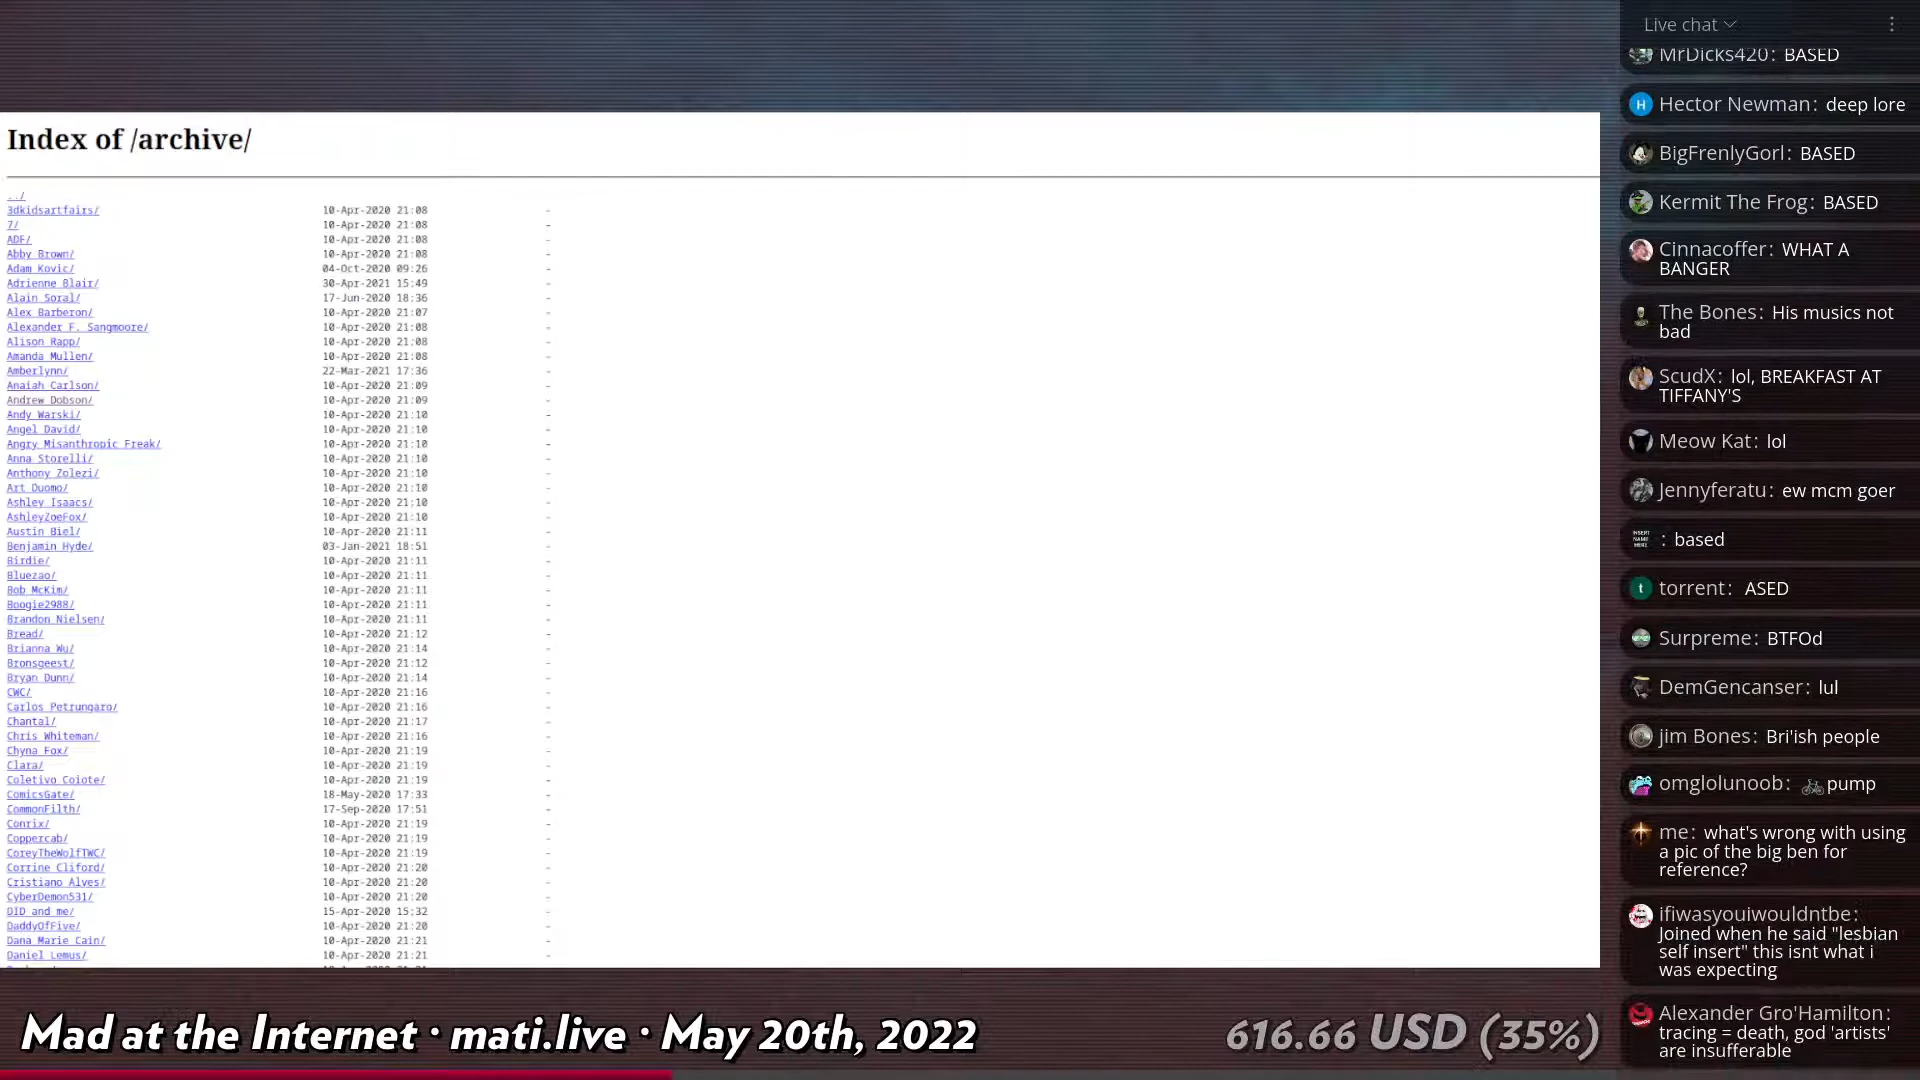 Index of /archive/
../
3dkidsartfairs/ 10-Apr-2020 21:08 -
7/ 10-Apr-2020 21:08 -
ADF/ 10-Apr-2020 21:08 -
Abby Brown/ 10-Apr-2020 21:08 -
Adam Kovic/ 04-Oct-2020 09:26 -
Adrienne Blair/ 30-Apr-2021 15:49 -
Alain Soral/ 17-Jun-2020 18:36 -
Alex Barberon/ 10-Apr-2020 21:07 -
Alexander F. Sangmoore/ 10-Apr-2020 21:08 -
Alison Rapp/ 10-Apr-2020 21:08 -
Amanda Mullen/ 10-Apr-2020 21:08 -
Amberlynn/ 22-Mar-2021 17:36 -
Anaiah Carlson/ 10-Apr-2020 21:09 -
Andrew Dobson/ 10-Apr-2020 21:09 -
Andy Warski/ 10-Apr-2020 21:10 -
Angel David/ 10-Apr-2020 21:10 -
Angry Misanthropic Freak/ 10-Apr-2020 21:10 -
Anna Storelli/ 10-Apr-2020 21:10 -
Anthony Zolezi/ 10-Apr-2020 21:10 -
Art Duomo/ 10-Apr-2020 21:10 -
Ashley Isaacs/ 10-Apr-2020 21:10 -
AshleyZoeFox/ 10-Apr-2020 21:10 -
Austin Biel/ 10-Apr-2020 21:11 -
Benjamin Hyde/ 03-Jan-2021 18:51 -
Birdie/ 10-Apr-2020 21:11 -
Bluezao/ 10-Apr-2020 21:11 -
Bob McKim/ 10-Apr-2020 21:11 -
Boogie2988/ 10-Apr-2020 21:11 -
Brandon Nielsen/ 10-Apr-2020 21:11 -
Bread/ 10-Apr-2020 21:12 -
Brianna Wu/ 10-Apr-2020 21:14 -
Bronsgeest/ 10-Apr-2020 21:12 -
Bryan Dunn/ 10-Apr-2020 21:14 -
CWC/ 10-Apr-2020 21:16 -
Carlos Petrungaro/ 10-Apr-2020 21:16 -
Chantal/ 10-Apr-2020 21:17 -
Chris Whiteman/ 10-Apr-2020 21:16 -
Chyna Fox/ 10-Apr-2020 21:19 -
Clara/ 10-Apr-2020 21:19 -
Coletivo Coiote/ 10-Apr-2020 21:19 -
ComicsGate/ 18-May-2020 17:33 -
CommonFilth/ 17-Sep-2020 17:51 -
Conrix/ 10-Apr-2020 21:19 -
Coppercab/ 10-Apr-2020 21:19 -
CoreyTheWolfTWC/ 10-Apr-2020 21:19 -
Corrine Cliford/ 10-Apr-2020 21:20 -
Cristiano Alves/ 10-Apr-2020 21:20 -
CyberDemon531/ 10-Apr-2020 21:20 -
DID and me/ 15-Apr-2020 15:32 -
DaddyOfFive/ 10-Apr-2020 21:20 -
Dana Marie Cain/ 10-Apr-2020 21:21 -
Daniel Lemus/ 10-Apr-2020 21:21 -
Mad at the Internet · mati.live · May 20th, 2022
616.66 USD (35%)
Live chat
MrDicks420: BASED
Hector Newman: deep lore
BigFrenlyGorl: BASED
Kermit The Frog: BASED
Cinnacoffer: WHAT A
BANGER
The Bones: His musics not
bad
ScudX: lol, BREAKFAST AT
TIFFANY'S
Meow Kat: lol
Jennyferatu: ew mcm goer
INSERT
NAME
HERE
: based
t torrent: ASED
Surpreme: BTFOd
DemGencanser: lul
jim Bones: Bri'ish people
omglolunoob: pump
me: what's wrong with using
a pic of the big ben for
reference?
ifiwasyouiwouldntbe:
Joined when he said "lesbian
self insert" this isnt what i
was expecting
Alexander Gro'Hamilton:
tracing = death, god 'artists'
are insufferable